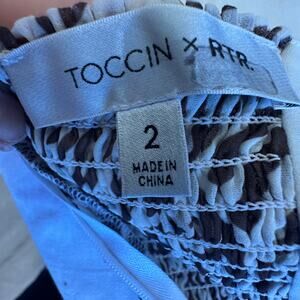 TOCCIN × RTR.
2
MADE IN
CHINA